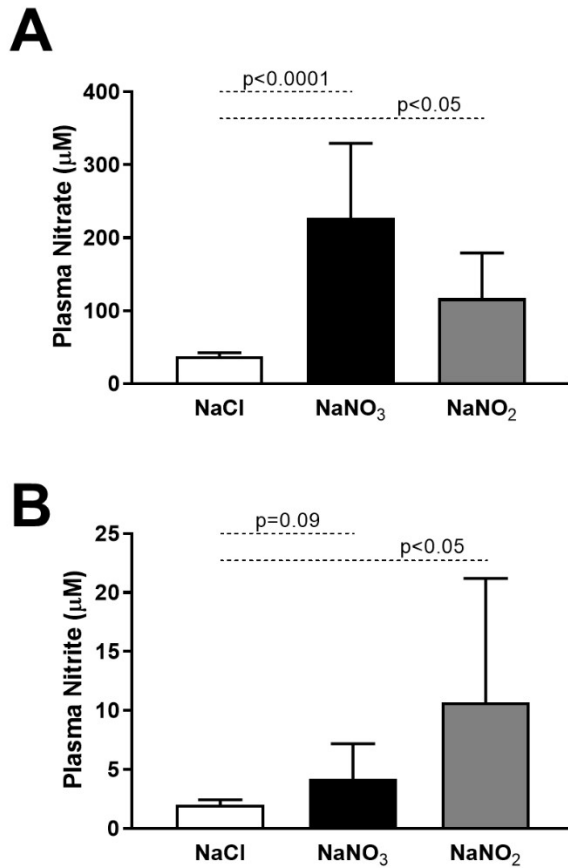 A
p<0.0001
p<0.05
Plasma Nitrate (μM)
400
300
200
100
0
NaCl NaNO₃ NaNO₂
B
p=0.09
p<0.05
Plasma Nitrite (μM)
25
20
15
10
5
0
NaCl NaNO₃ NaNO₂